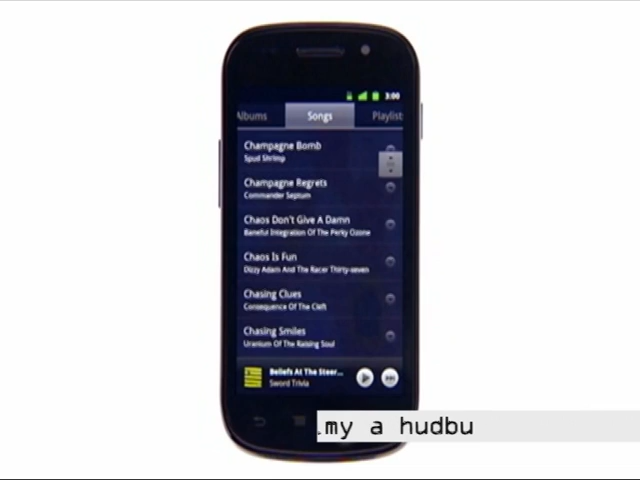 3:00
Albums Songs Playlist
Champagne Bomb
Spud Shrimp
Champagne Regrets
Commander Septum
Chaos Don't Give A Damn
Baneful Integration Of The Perky Ozone
Chaos Is Fun
Dizzy Adam And The Racer Thirty-seven
Chasing Clues
Consequence Of The Cleft
Chasing Smiles
Uranium Of The Raising Soul
Beliefs At The Steer...
Sword Trivia
.my a hudbu